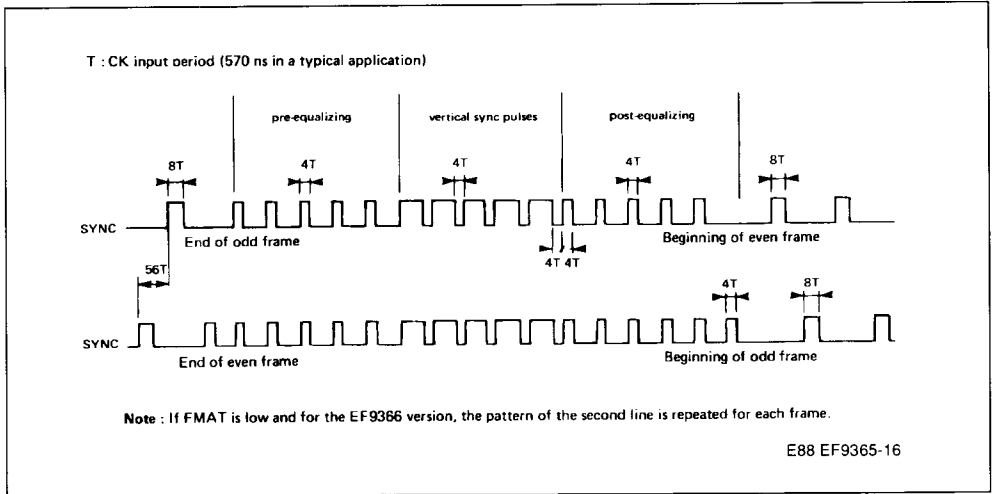 T : CK input period (570 ns in a typical application)
pre-equalizing
vertical sync pulses
post-equalizing
8T
4T
4T
4T
8T
SYNC
End of odd frame
Beginning of even frame
4T 4T
56T
4T
8T
SYNC
End of even frame
Beginning of odd frame
Note : If FMAT is low and for the EF9366 version, the pattern of the second line is repeated for each frame.
E88 EF9365-16